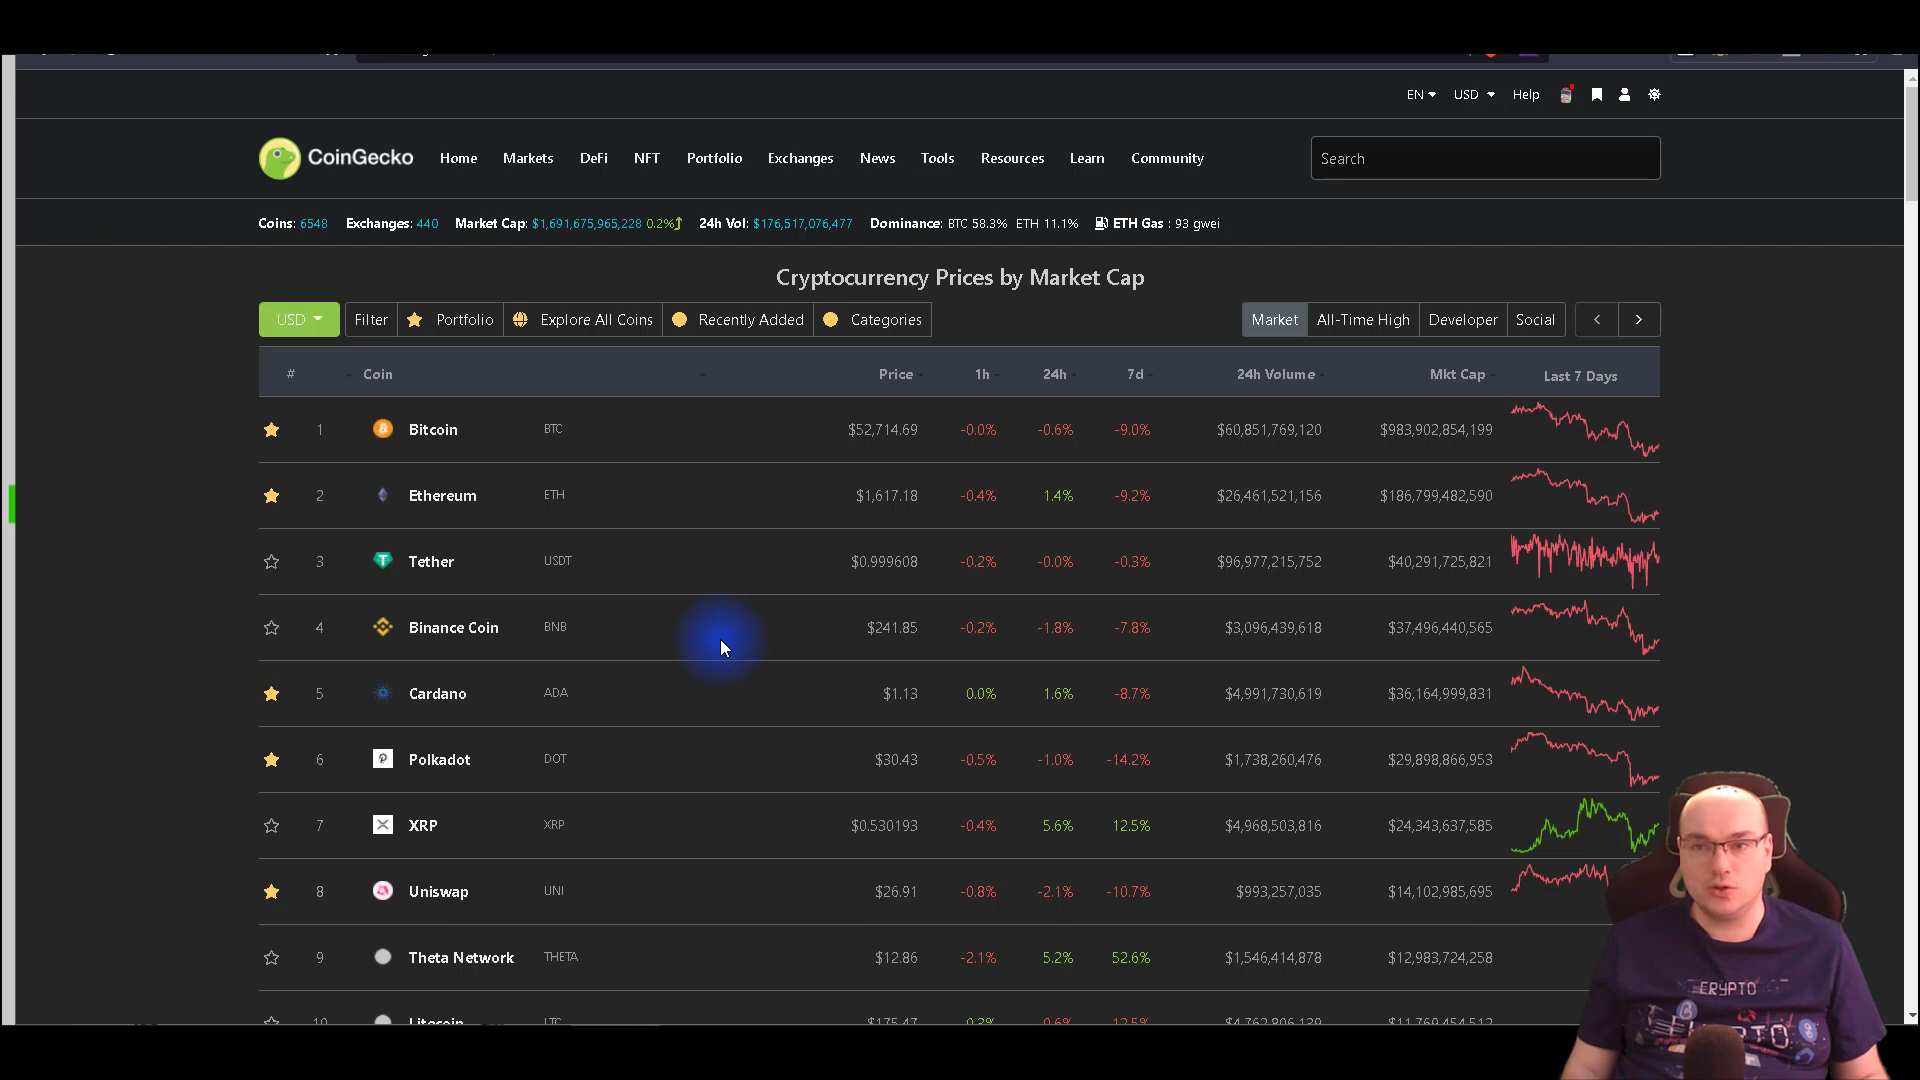 EN USD Help
CoinGecko Home Markets DeFi NFT Portfolio Exchanges News Tools Resources Learn Community Search
Coins: 6548 Exchanges: 440 Market Cap: $1,691,675,965,228 0.2% 24h Vol: $176,517,076,477 Dominance: BTC 58.3% ETH 11.1% ETH Gas : 93 gwei
Cryptocurrency Prices by Market Cap
USD Filter Portfolio Explore All Coins Recently Added Categories Market All-Time High Developer Social < >
# Coin Price 1h 24h 7d 24h Volume Mkt Cap Last 7 Days
1 Bitcoin BTC $52,714.69 -0.0% -0.6% -9.0% $60,851,769,120 $983,902,854,199
2 Ethereum ETH $1,617.18 -0.4% 1.4% -9.2% $26,461,521,156 $186,799,482,590
3 Tether USDT $0.999608 -0.2% -0.0% -0.3% $96,977,215,752 $40,291,725,821
4 Binance Coin BNB $241.85 -0.2% -1.8% -7.8% $3,096,439,618 $37,496,440,565
5 Cardano ADA $1.13 0.0% 1.6% -8.7% $4,991,730,619 $36,164,999,831
6 Polkadot DOT $30.43 -0.5% -1.0% -14.2% $1,738,260,476 $29,898,866,953
7 XRP XRP $0.530193 -0.4% 5.6% 12.5% $4,968,503,816 $24,343,637,585
8 Uniswap UNI $26.91 -0.8% -2.1% -10.7% $993,257,035 $14,102,985,695
9 Theta Network THETA $12.86 -2.1% 5.2% 52.6% $1,546,414,878 $12,983,724,258
10 Litecoin LTC $175.47
CRYPTO